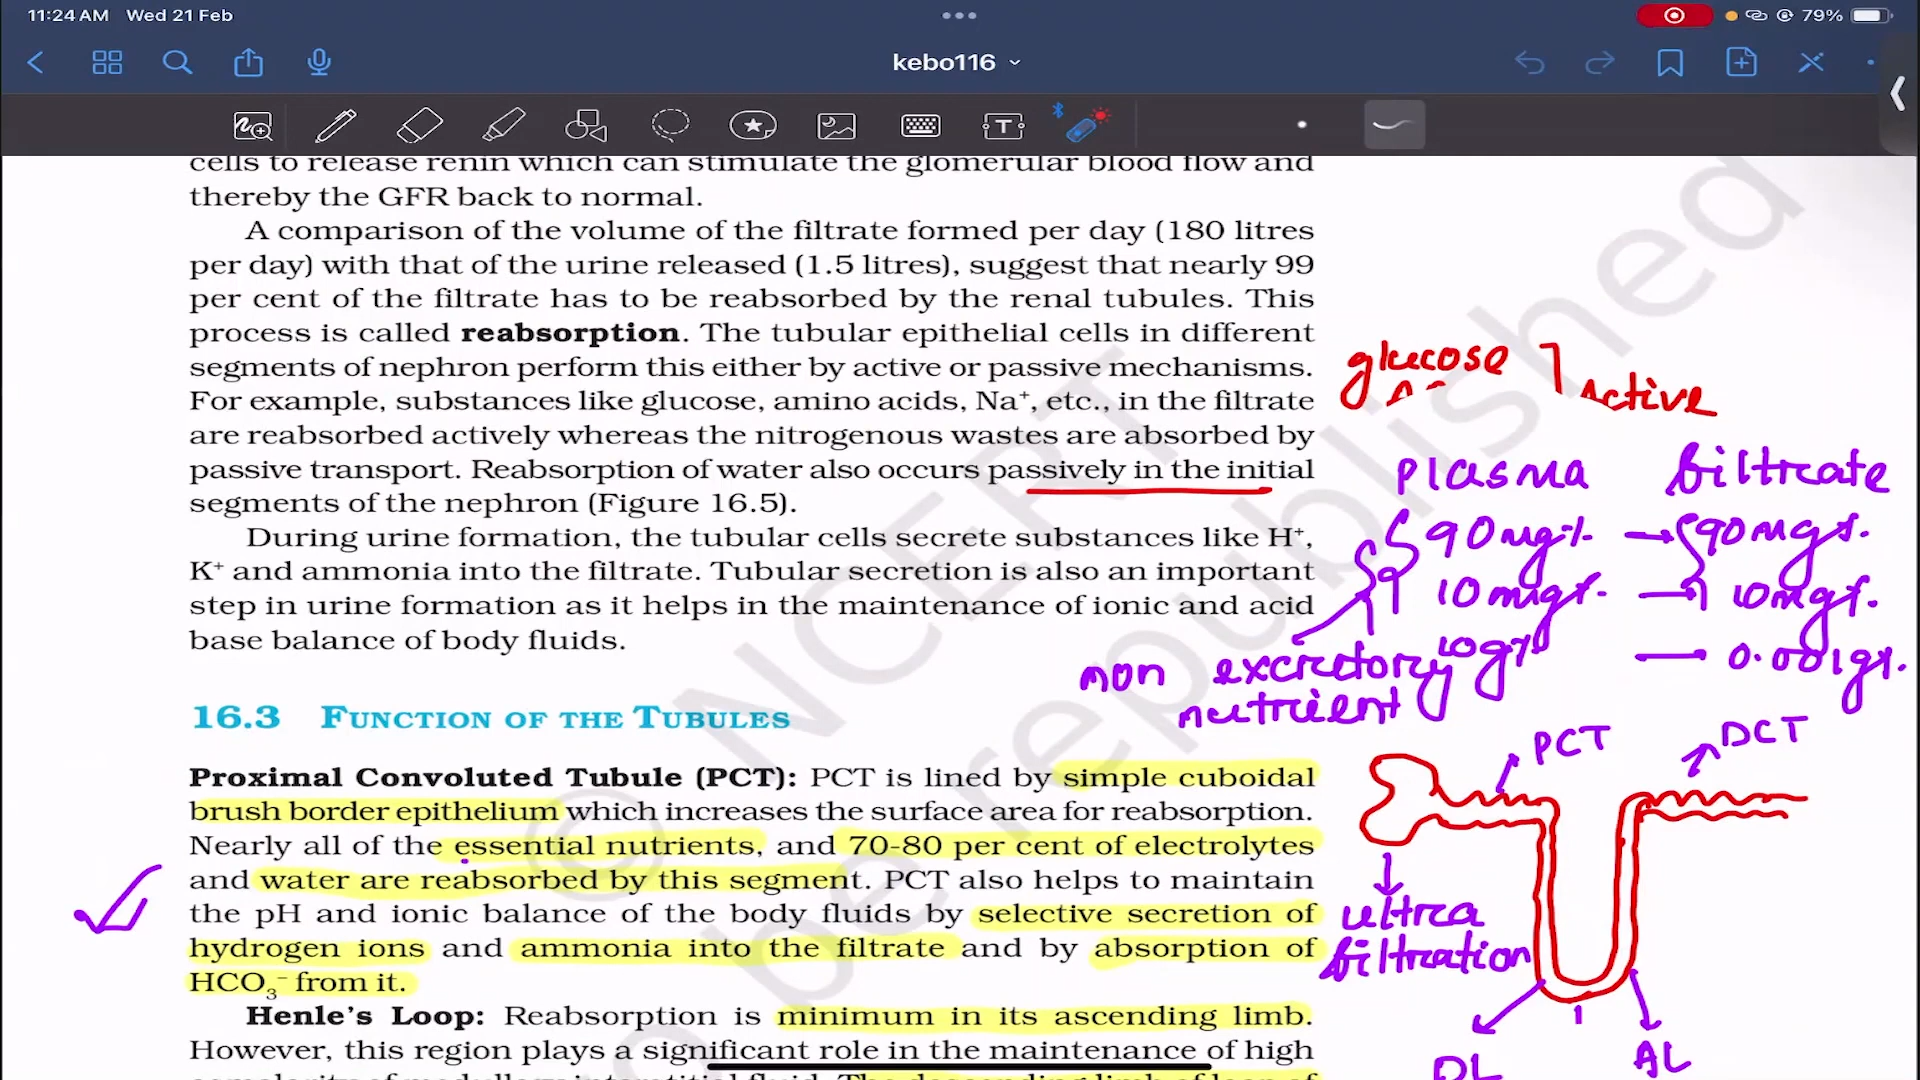 11:24 AM Wed 21 Feb
79%
kebo116
cells to release renin which can stimulate the glomerular blood flow and
thereby the GFR back to normal.
A comparison of the volume of the filtrate formed per day (180 litres
per day) with that of the urine released (1.5 litres), suggest that nearly 99
per cent of the filtrate has to be reabsorbed by the renal tubules. This
process is called reabsorption. The tubular epithelial cells in different
segments of nephron perform this either by active or passive mechanisms.
For example, substances like glucose, amino acids, Na⁺, etc., in the filtrate
are reabsorbed actively whereas the nitrogenous wastes are absorbed by
passive transport. Reabsorption of water also occurs passively in the initial
segments of the nephron (Figure 16.5).
During urine formation, the tubular cells secrete substances like H⁺,
K⁺ and ammonia into the filtrate. Tubular secretion is also an important
step in urine formation as it helps in the maintenance of ionic and acid
base balance of body fluids.
16.3 FUNCTION OF THE TUBULES
Proximal Convoluted Tubule (PCT): PCT is lined by simple cuboidal
brush border epithelium which increases the surface area for reabsorption.
Nearly all of the essential nutrients, and 70-80 per cent of electrolytes
and water are reabsorbed by this segment. PCT also helps to maintain
the pH and ionic balance of the body fluids by selective secretion of
hydrogen ions and ammonia into the filtrate and by absorption of
HCO₃⁻ from it.
Henle's Loop: Reabsorption is minimum in its ascending limb.
However, this region plays a significant role in the maintenance of high
glucose
Active
Plasma filtrate
90mg%. → 90mg%.
10mg%. 10mg%.
10g% 0.001g%.
non excretory
nutrient
PCT
DCT
ultra
filtration
DL
AL
© NCERT
be republished